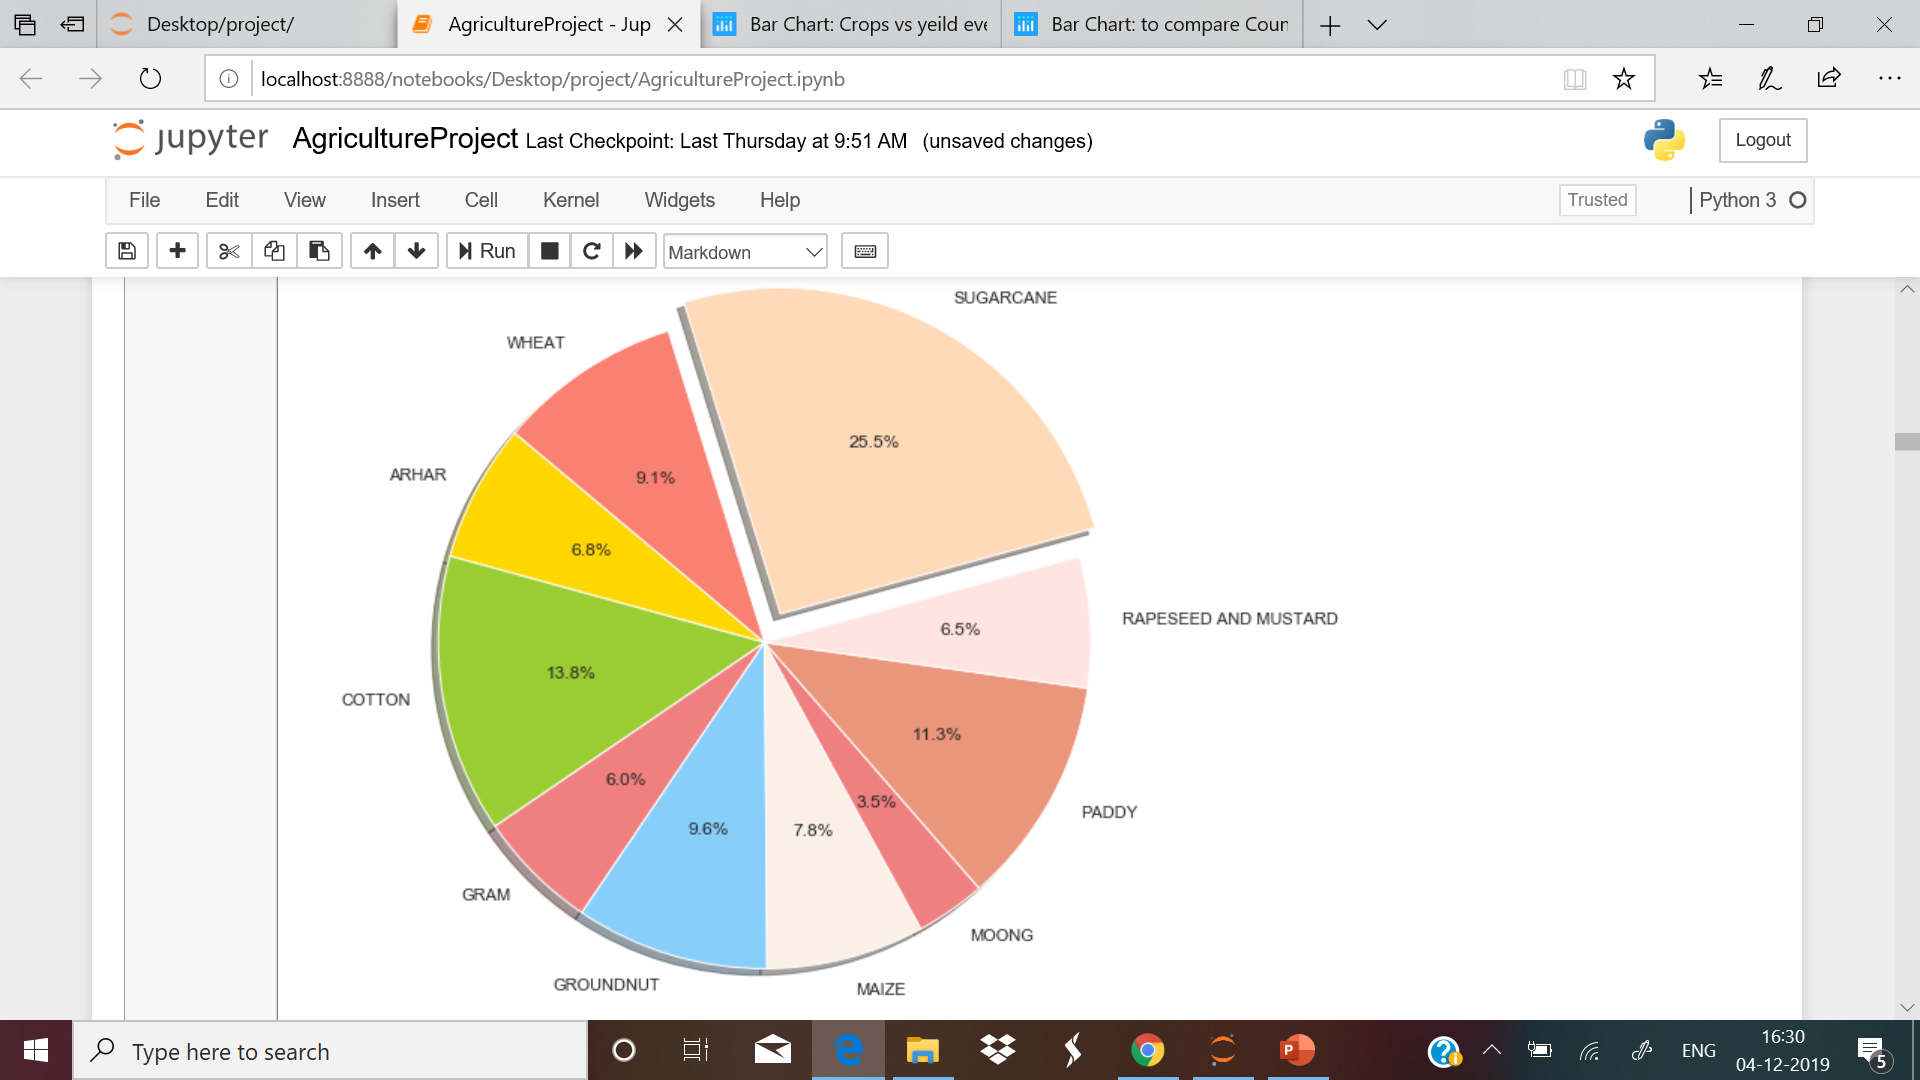 Desktop/project/
AgricultureProject - Jup
Bar Chart: Crops vs yeild eve
Bar Chart: to compare Coun
localhost:8888/notebooks/Desktop/project/AgricultureProject.ipynb
jupyter AgricultureProject Last Checkpoint: Last Thursday at 9:51 AM (unsaved changes)
Logout
File Edit View Insert Cell Kernel Widgets Help
Trusted
Python 3
Run
Markdown
SUGARCANE
WHEAT
25.5%
ARHAR
9.1%
6.8%
RAPESEED AND MUSTARD
6.5%
13.8%
COTTON
11.3%
6.0%
3.5%
PADDY
9.6%
7.8%
GRAM
MOONG
GROUNDNUT
MAIZE
Type here to search
ENG
16:30
04-12-2019
5